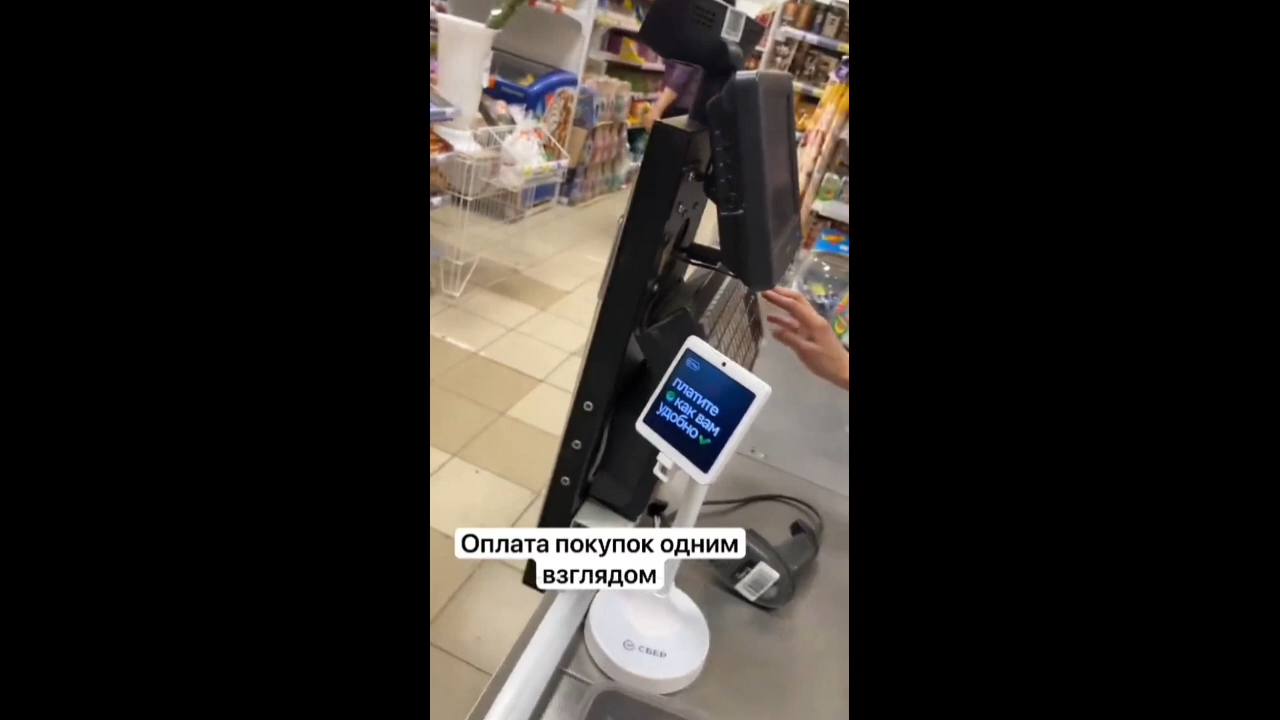 платите
как вам
удобно
Оплата покупок одним
взглядом
СБЕР